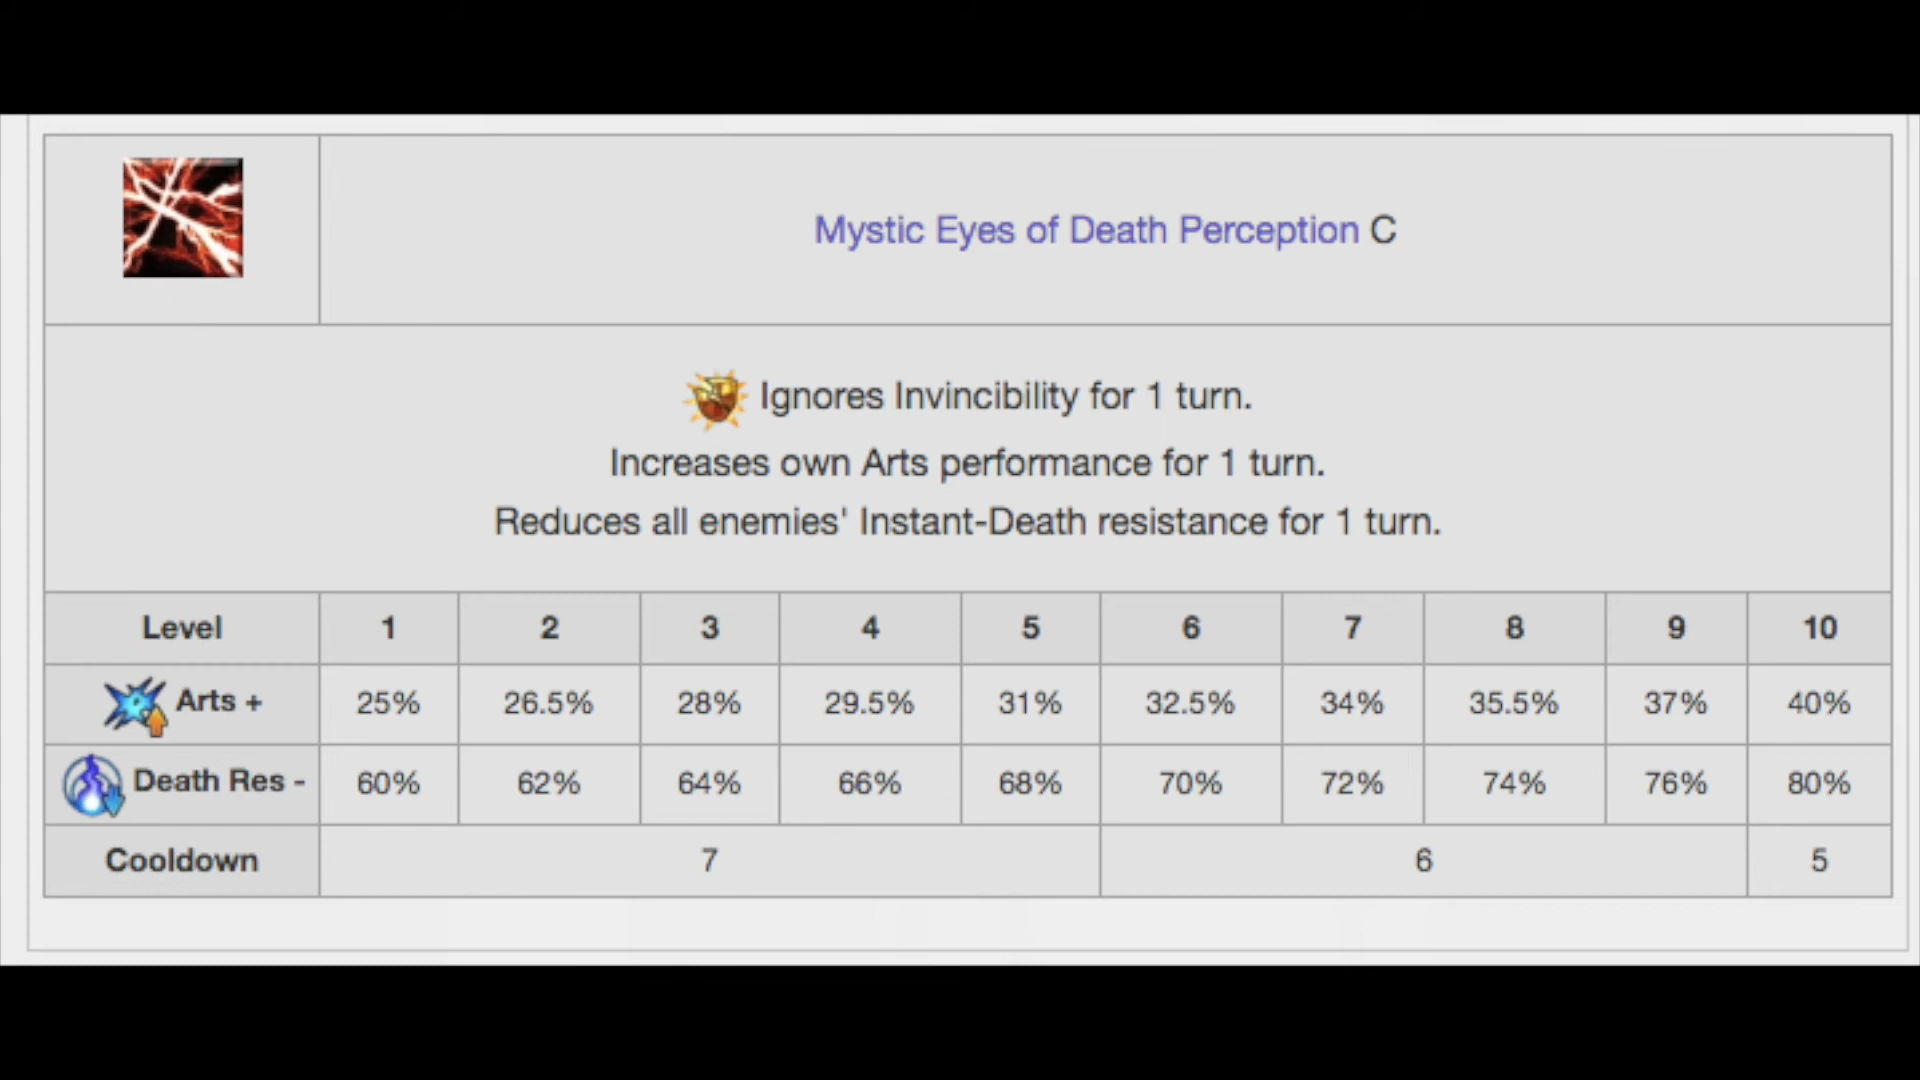 Mystic Eyes of Death Perception C
Ignores Invincibility for 1 turn.
Increases own Arts performance for 1 turn.
Reduces all enemies' Instant-Death resistance for 1 turn.
Level 1 2 3 4 5 6 7 8 9 10
Arts + 25% 26.5% 28% 29.5% 31% 32.5% 34% 35.5% 37% 40%
Death Res - 60% 62% 64% 66% 68% 70% 72% 74% 76% 80%
Cooldown 7 6 5